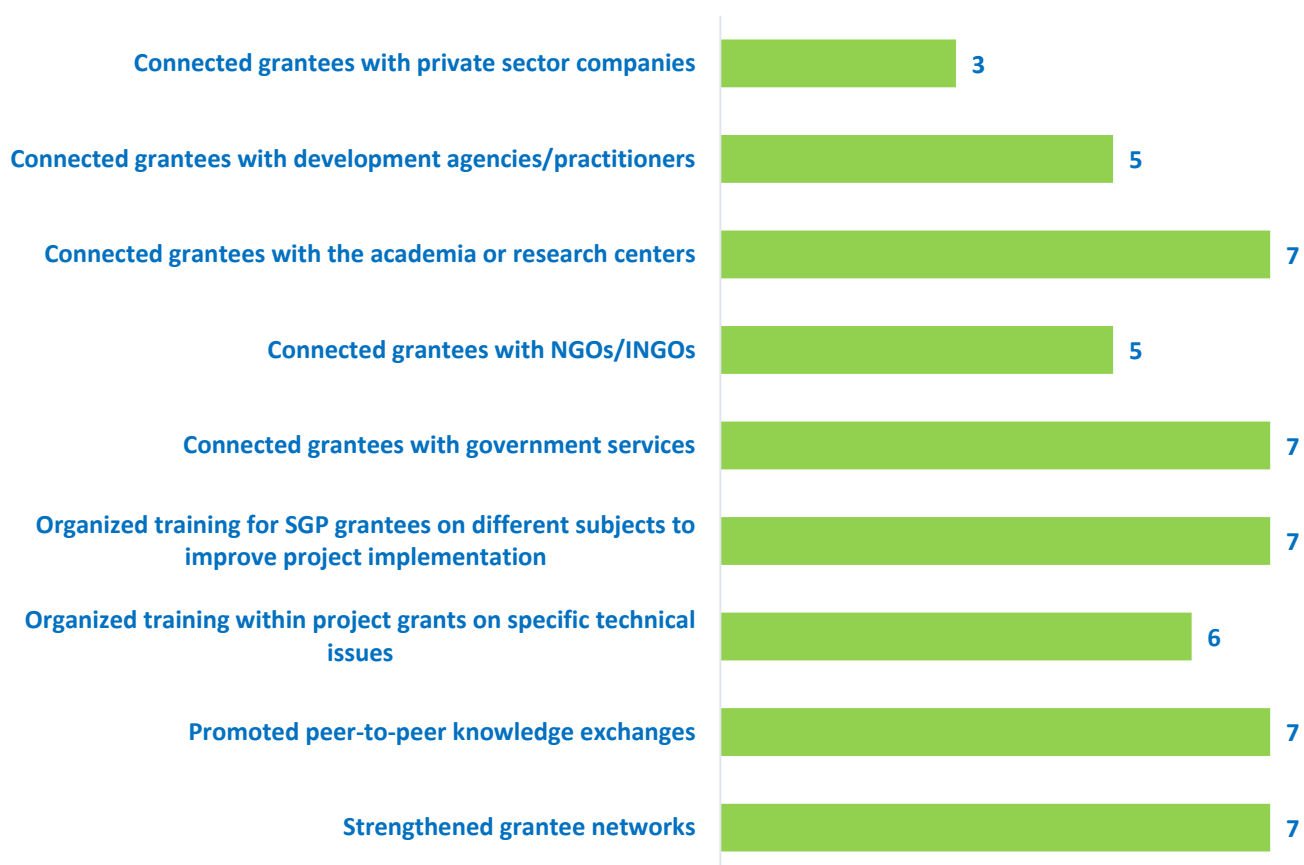 Connected grantees with private sector companies 3
Connected grantees with development agencies/practitioners 5
Connected grantees with the academia or research centers 7
Connected grantees with NGOs/INGOs 5
Connected grantees with government services 7
Organized training for SGP grantees on different subjects to
improve project implementation 7
Organized training within project grants on specific technical
issues 6
Promoted peer-to-peer knowledge exchanges 7
Strengthened grantee networks 7